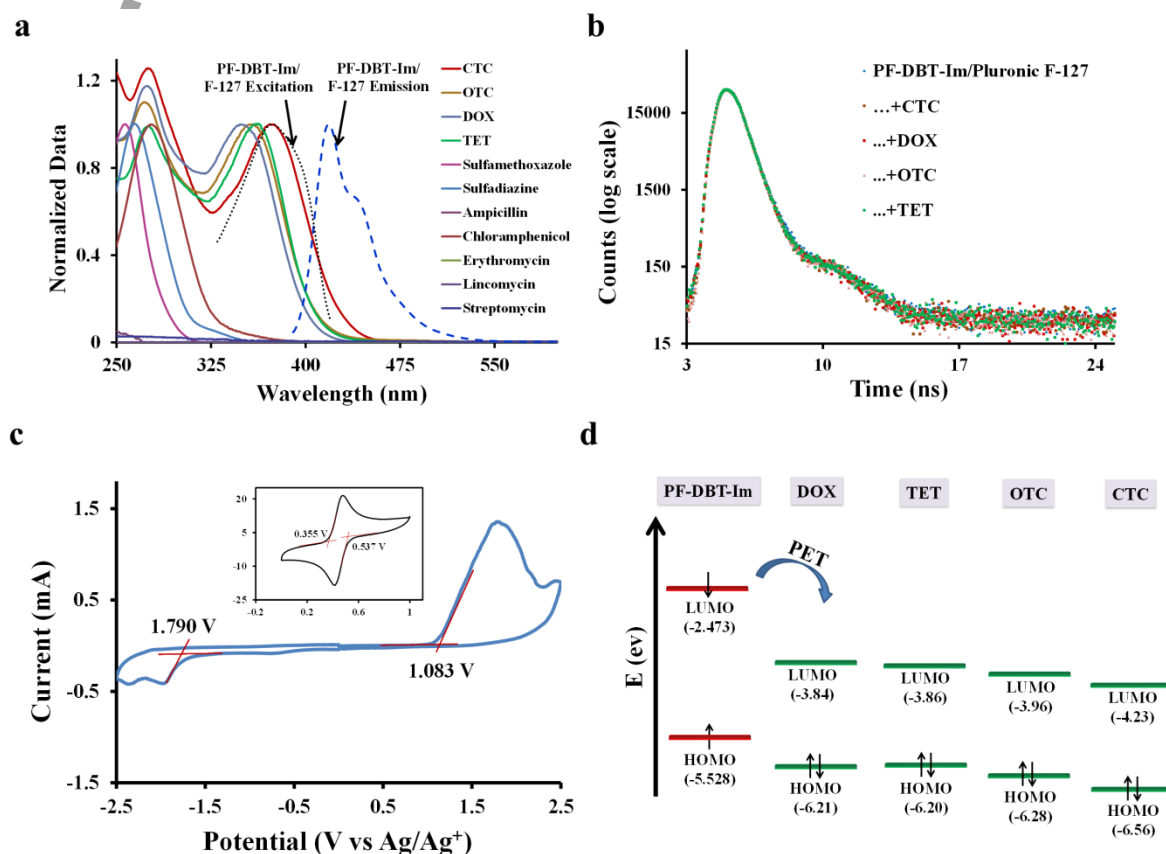 a
1.2
1.0
0.8
0.6
0.4
0
Normalized Data
250
325
400
475
550
Wavelength (nm)
PF-DBT-Im/
F-127 Excitation
PF-DBT-Im/
F-127 Emission
CTC
OTC
DOX
TET
Sulfamethoxazole
Sulfadiazine
Ampicillin
Chloramphenicol
Erythromycin
Lincomycin
Streptomycin
b
15000
1500
150
15
Counts (log scale)
3
10
17
24
Time (ns)
PF-DBT-Im/Pluronic F-127
...+CTC
...+DOX
...+OTC
...+TET
c
1.5
0.5
-0.5
-1.5
Current (mA)
-2.5
-1.5
-0.5
0.5
1.5
2.5
Potential (V vs Ag/Ag+)
1.790 V
1.083 V
20
5
-10
-25
-0.2
0.2
0.6
1
0.355 V
0.537 V
d
PF-DBT-Im
DOX
TET
OTC
CTC
E (ev)
PET
LUMO
(-2.473)
LUMO
(-3.84)
LUMO
(-3.86)
LUMO
(-3.96)
LUMO
(-4.23)
HOMO
(-5.528)
HOMO
(-6.21)
HOMO
(-6.20)
HOMO
(-6.28)
HOMO
(-6.56)